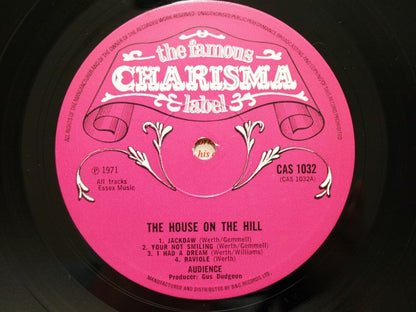 the famous
CHARISMA
label
℗ 1971
All tracks
Essex Music
his
CAS 1032
(CAS 1032A)
THE HOUSE ON THE HILL
1. JACKDAW (Werth/Gemmell)
2. YOUR NOT SMILING (Werth/Gemmell)
3. I HAD A DREAM (Werth/Williams)
4. RAVIOLE (Werth)
AUDIENCE
Producer: Gus Dudgeon
MANUFACTURED AND DISTRIBUTED BY B&C RECORDS LTD.